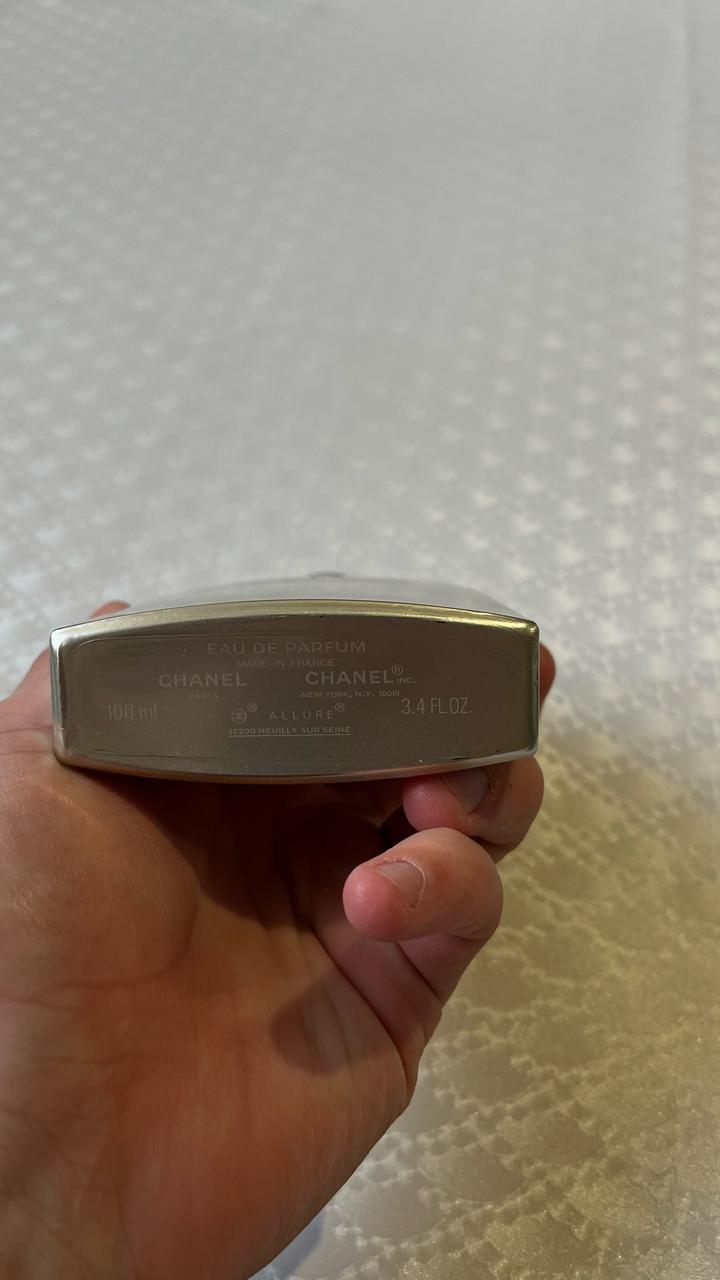 EAU DE PARFUM
MADE IN FRANCE
CHANEL CHANEL® INC.
PARIS NEW YORK, N.Y. 10019
100 ml ® ALLURE® 3.4 FL.OZ.
92200 NEUILLY SUR SEINE